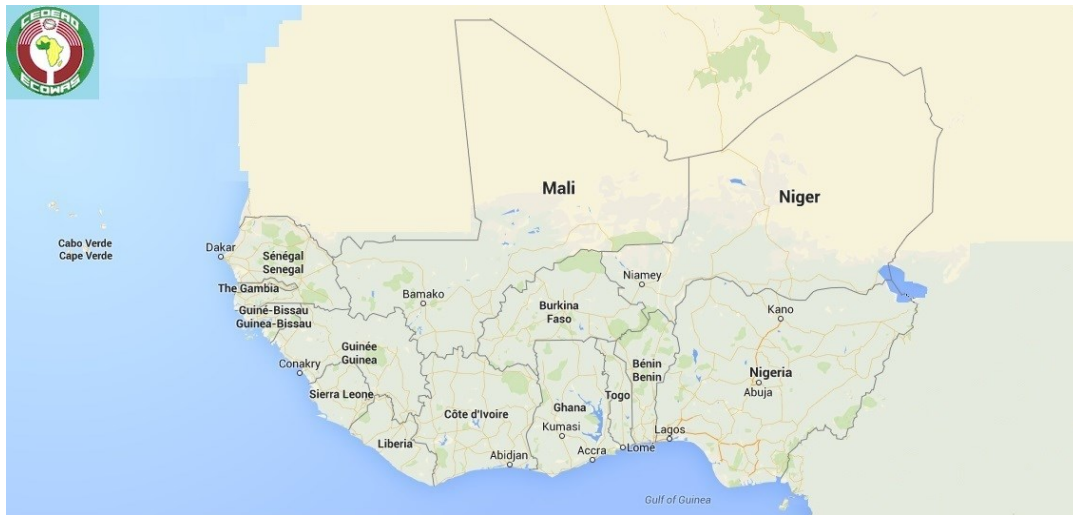 CEDEAO
ECOWAS
Mali
Niger
Cabo Verde
Cape Verde
Dakar
Sénégal
Senegal
The Gambia
Guiné-Bissau
Guinea-Bissau
Bamako
Niamey
Burkina
Faso
Kano
Guinée
Guinea
Conakry
Sierra Leone
Bénin
Benin
Nigeria
Abuja
Côte d'Ivoire
Ghana
Togo
Kumasi
Liberia
Lagos
Abidjan
Accra
Lomé
Gulf of Guinea